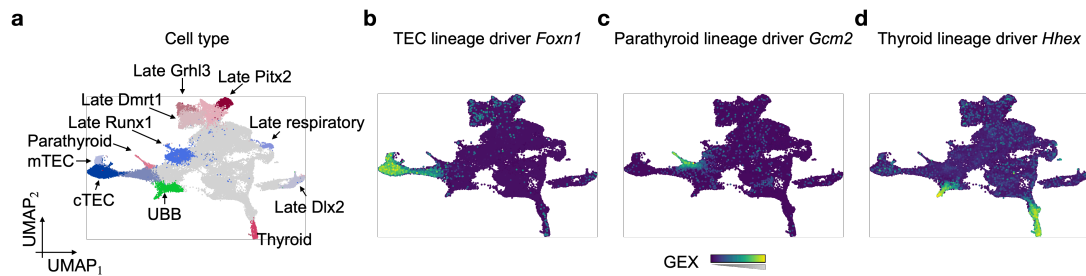 a
Cell type
Late Grhl3
Late Pitx2
Late Dmrt1
Late Runx1
Late respiratory
Parathyroid
mTEC
cTEC
UBB
Late Dlx2
Thyroid
UMAP2
UMAP1
b
TEC lineage driver Foxn1
c
Parathyroid lineage driver Gcm2
d
Thyroid lineage driver Hhex
GEX